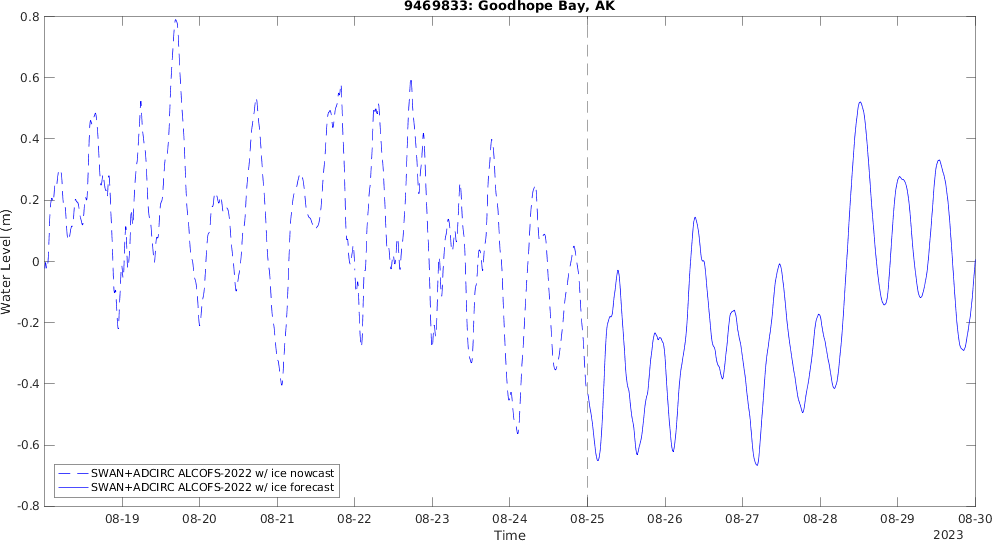 9469833: Goodhope Bay, AK
0.8
0.6
0.4
0.2
0
-0.2
-0.4
-0.6
-0.8
Water Level (m)
SWAN+ADCIRC ALCOFS-2022 w/ ice nowcast
SWAN+ADCIRC ALCOFS-2022 w/ ice forecast
08-19 08-20 08-21 08-22 08-23 08-24 08-25 08-26 08-27 08-28 08-29 08-30
Time
2023